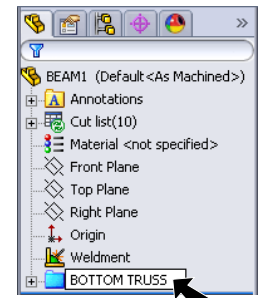 »
BEAM1 (Default<As Machined>)
A Annotations
Cut list(10)
Material <not specified>
Front Plane
Top Plane
Right Plane
Origin
Weldment
BOTTOM TRUSS